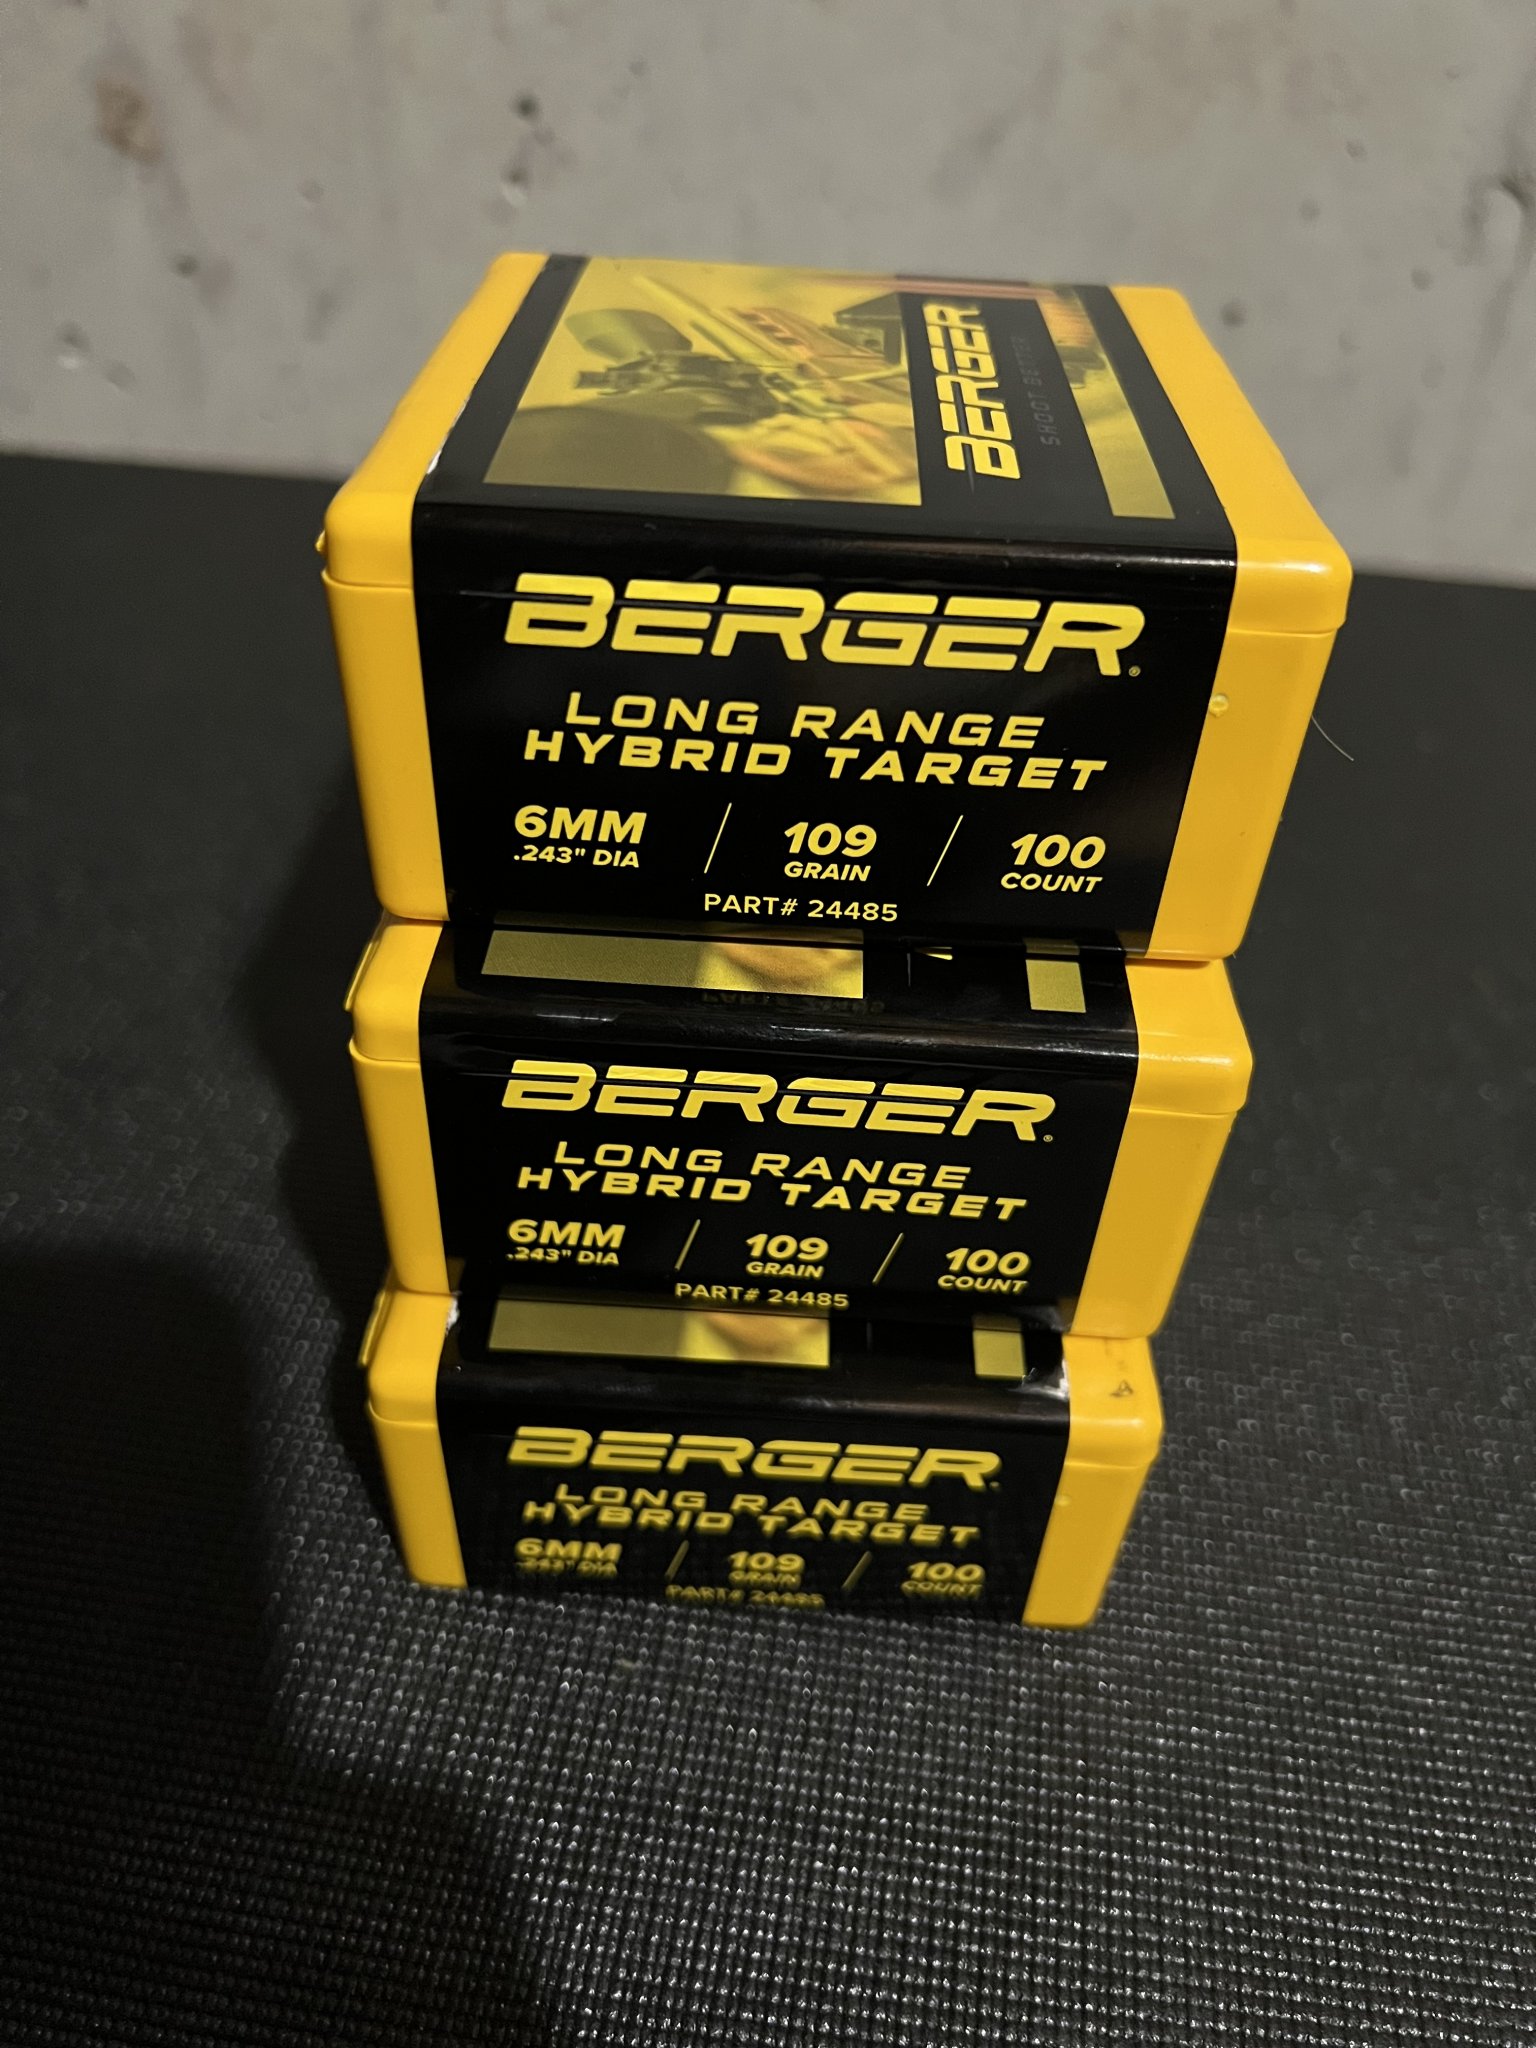 BERGER
SHOOT BETTER
BERGER®
LONG RANGE
HYBRID TARGET
6MM / 109 / 100
.243" DIA GRAIN COUNT
PART# 24485
BERGER®
LONG RANGE
HYBRID TARGET
6MM / 109 / 100
.243" DIA GRAIN COUNT
PART# 24485
BERGER
LONG RANGE
HYBRID TARGET
6MM / 109 / 100
.243" DIA GRAIN COUNT
PART# 24485